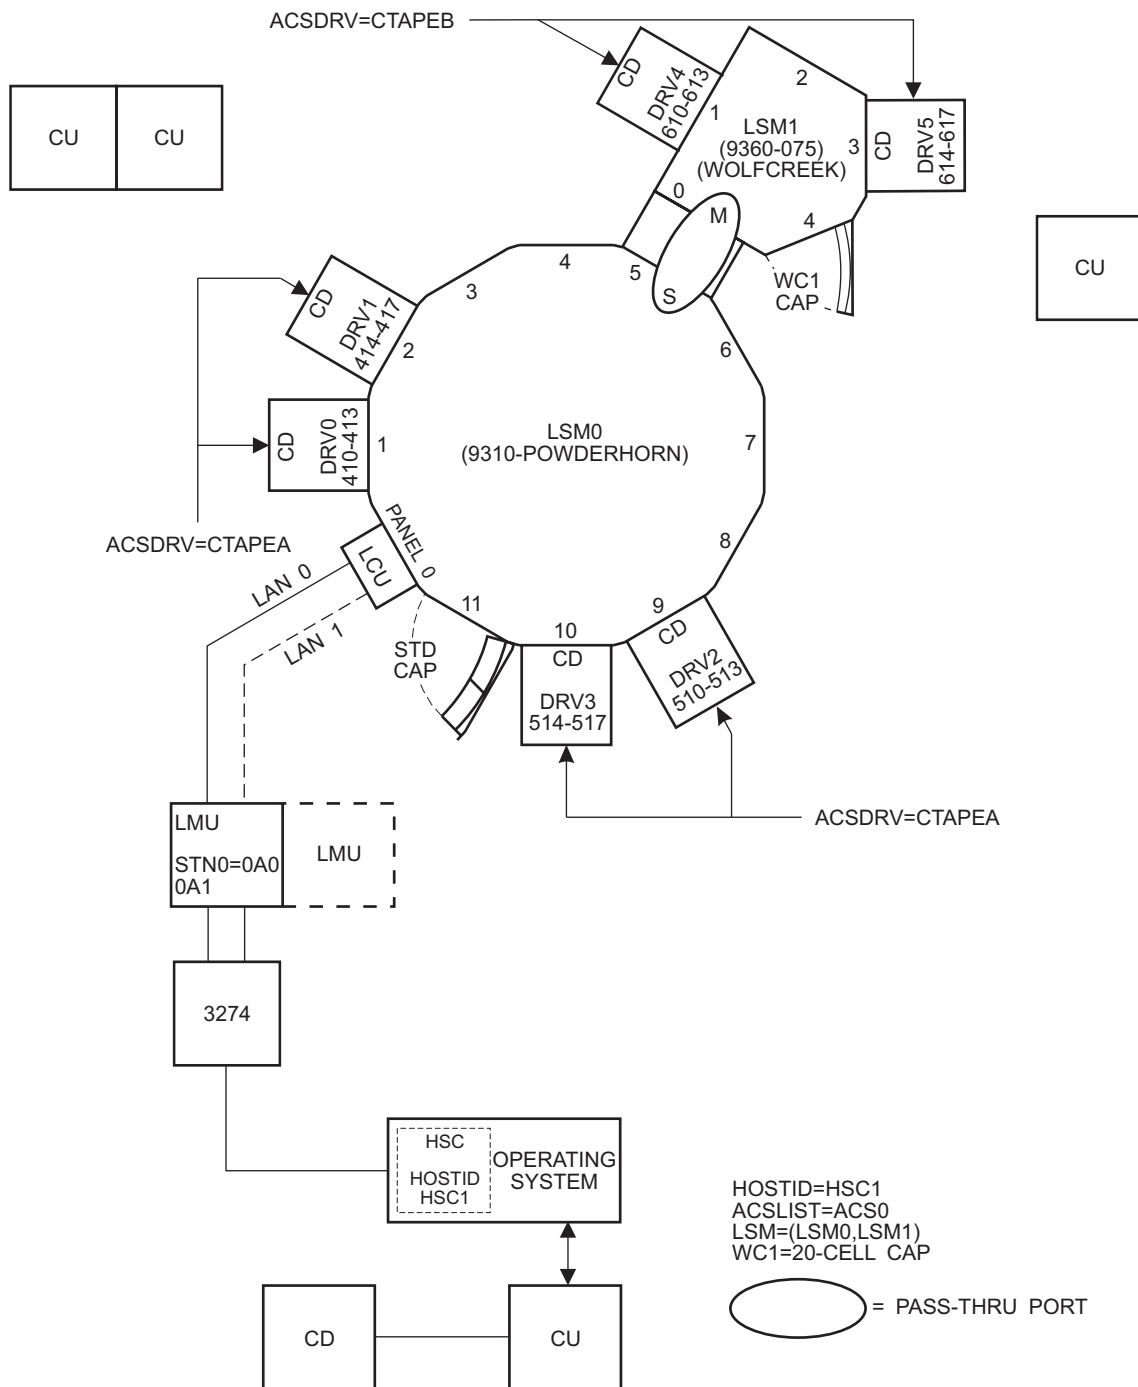 ACSDRV=CTAPEB
CU
CU
CD
DRV4
610-613
1
2
LSM1
(9360-075)
(WOLFCREEK)
3
CD
DRV5
614-617
0
M
4
CU
WC1
CAP
S
5
4
3
CD
DRV1
414-417
2
6
CD
DRV0
410-413
1
LSM0
(9310-POWDERHORN)
7
ACSDRV=CTAPEA
PANEL 0
LCU
LAN 0
LAN 1
8
11
STD
CAP
10
CD
DRV3
514-517
9
CD
DRV2
510-513
ACSDRV=CTAPEA
LMU
STN0=0A0
0A1
LMU
3274
HSC
HOSTID
HSC1
OPERATING
SYSTEM
HOSTID=HSC1
ACSLIST=ACS0
LSM=(LSM0,LSM1)
WC1=20-CELL CAP
= PASS-THRU PORT
CD
CU